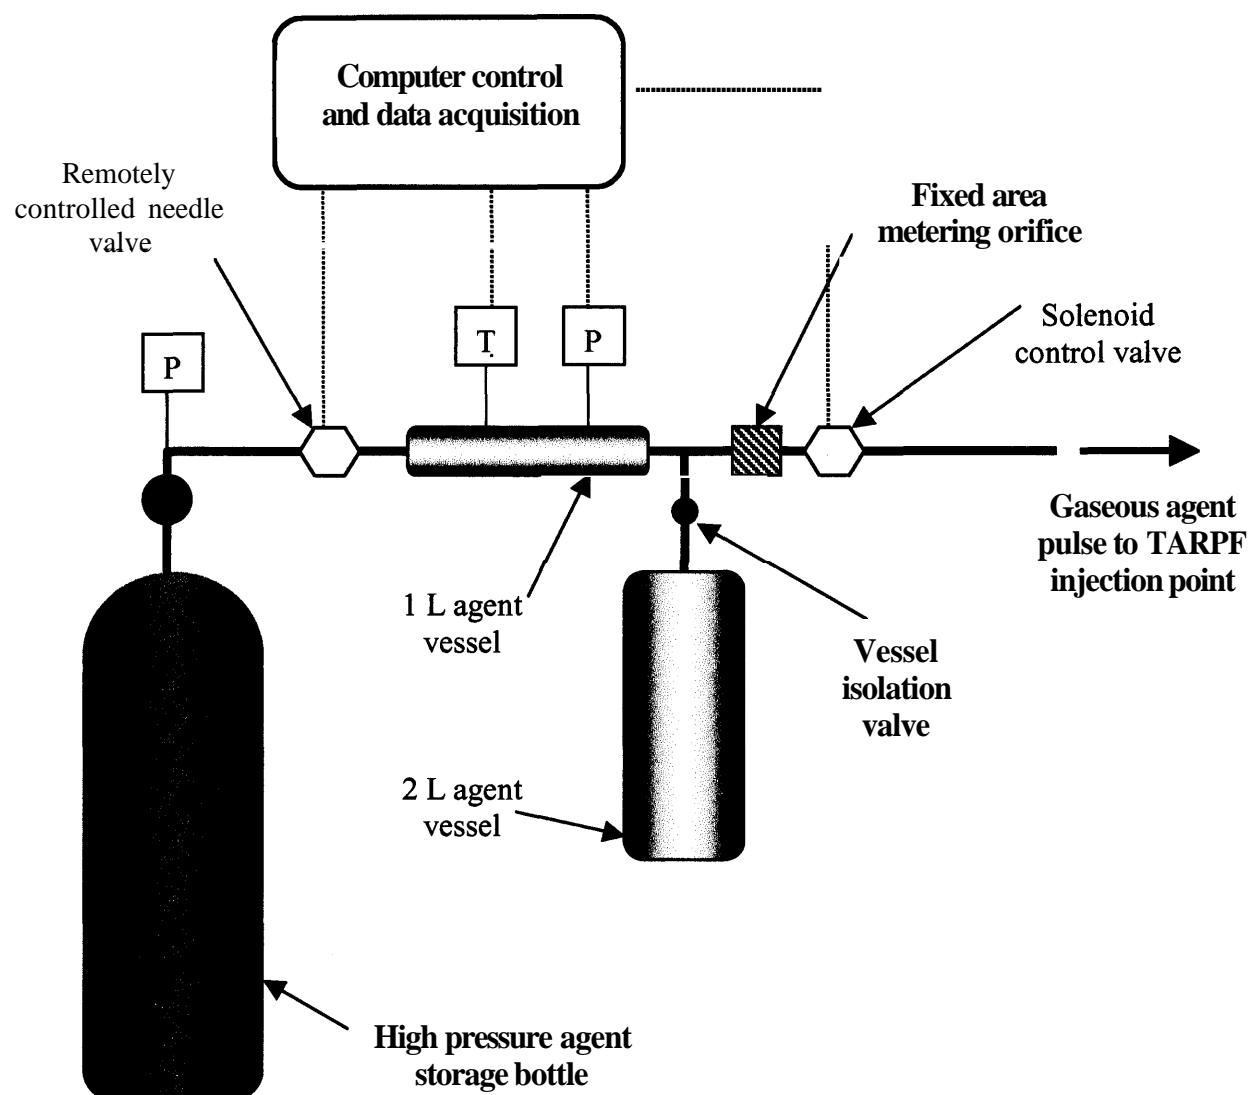 Computer control
and data acquisition
Remotely
controlled needle
valve
Fixed area
metering orifice
Solenoid
control valve
P
T
P
Gaseous agent
pulse to TARPF
injection point
1 L agent
vessel
Vessel
isolation
valve
2 L agent
vessel
High pressure agent
storage bottle